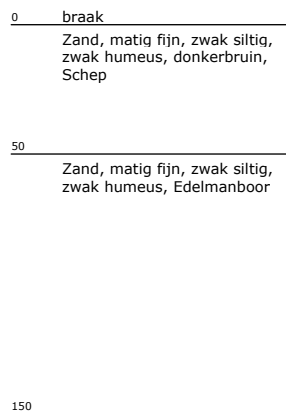 0 braak
Zand, matig fijn, zwak siltig,
zwak humeus, donkerbruin,
Schep
50
Zand, matig fijn, zwak siltig,
zwak humeus, Edelmanboor
150